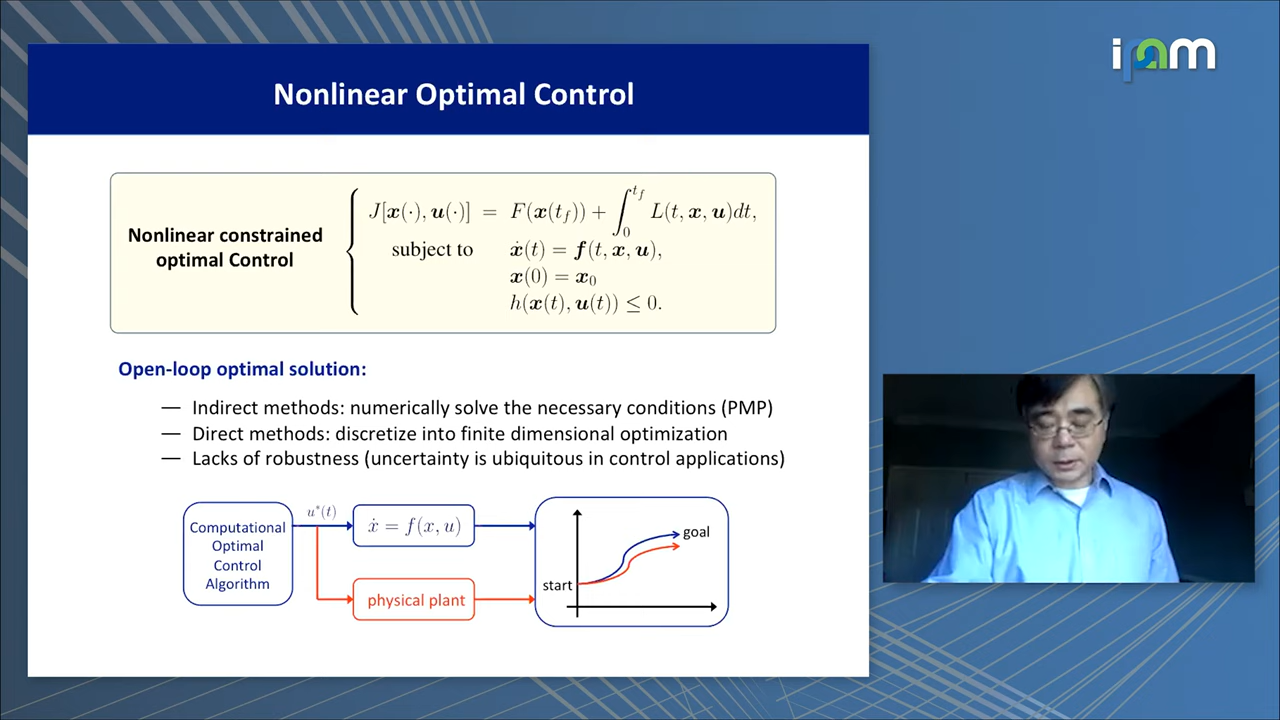 ipam
Nonlinear Optimal Control
Nonlinear constrained
optimal Control
J[x(·), u(·)] = F(x(t_f)) + ∫_0^{t_f} L(t, x, u)dt,
subject to ẋ(t) = f(t, x, u),
x(0) = x_0
h(x(t), u(t)) ≤ 0.
Open-loop optimal solution:
— Indirect methods: numerically solve the necessary conditions (PMP)
— Direct methods: discretize into finite dimensional optimization
— Lacks of robustness (uncertainty is ubiquitous in control applications)
Computational
Optimal
Control
Algorithm
u*(t)
ẋ = f(x, u)
physical plant
start
goal